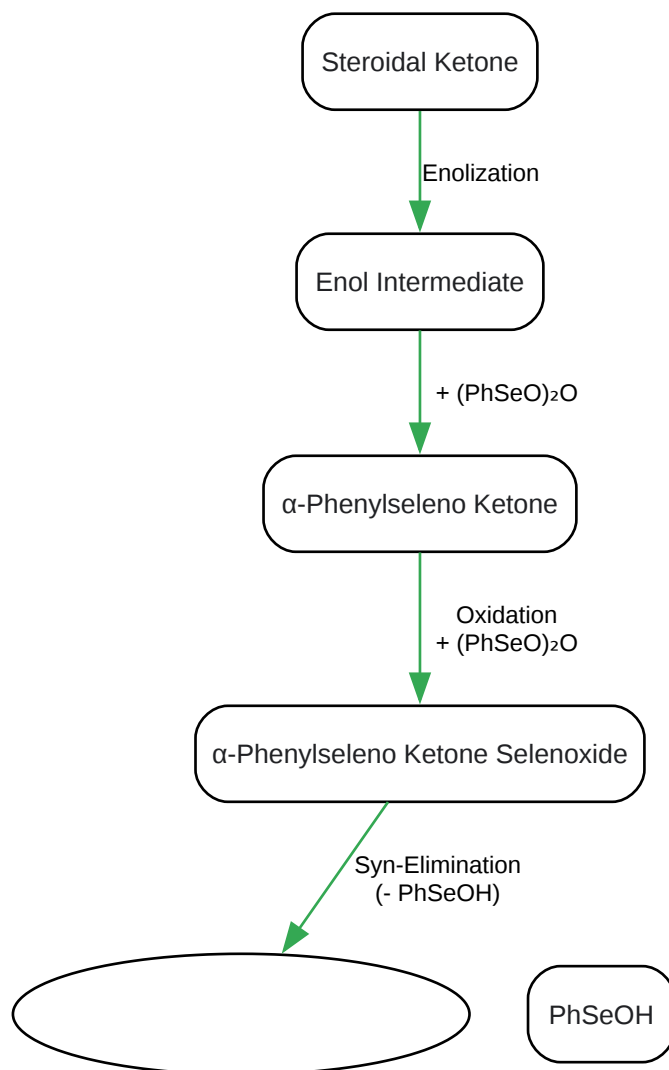 Steroidal Ketone
Enolization
Enol Intermediate
+ (PhSeO)₂O
α-Phenylseleno Ketone
Oxidation
+ (PhSeO)₂O
α-Phenylseleno Ketone Selenoxide
Syn-Elimination
(- PhSeOH)
PhSeOH